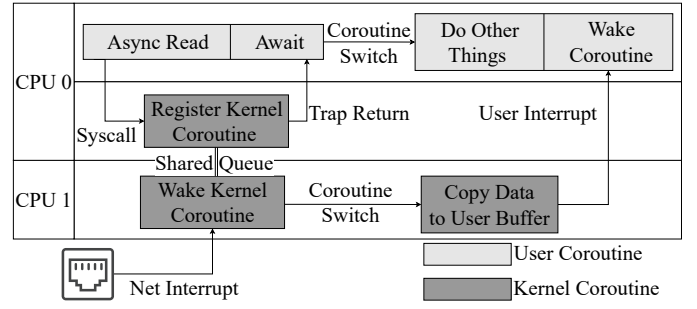 CPU 0
Async Read
Await
Coroutine
Switch
Do Other
Things
Wake
Coroutine
Syscall
Register Kernel
Coroutine
Trap Return
User Interrupt
Shared Queue
CPU 1
Wake Kernel
Coroutine
Coroutine
Switch
Copy Data
to User Buffer
Net Interrupt
User Coroutine
Kernel Coroutine